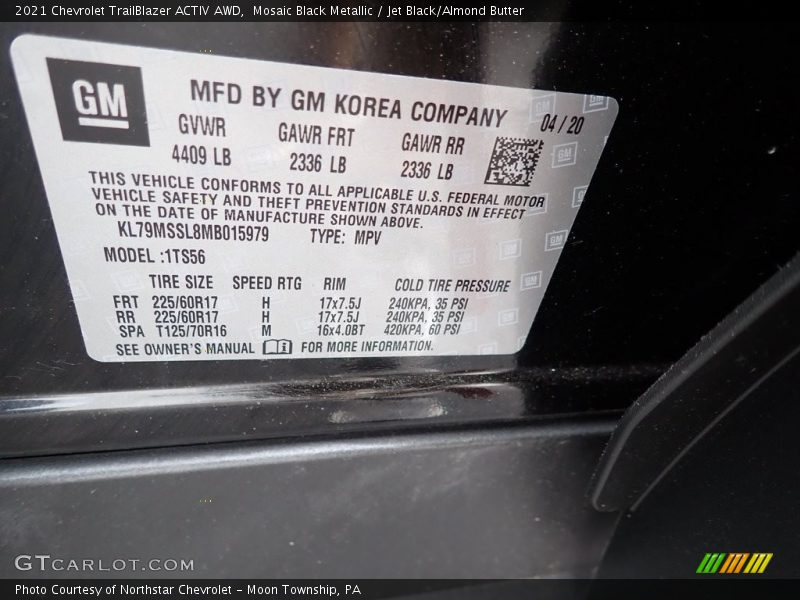 2021 Chevrolet TrailBlazer ACTIV AWD,  Mosaic Black Metallic / Jet Black/Almond Butter
GM MFD BY GM KOREA COMPANY 04 / 20
GVWR GAWR FRT GAWR RR
4409 LB 2336 LB 2336 LB
THIS VEHICLE CONFORMS TO ALL APPLICABLE U.S. FEDERAL MOTOR
VEHICLE SAFETY AND THEFT PREVENTION STANDARDS IN EFFECT
ON THE DATE OF MANUFACTURE SHOWN ABOVE.
KL79MSSL8MB015979 TYPE: MPV
MODEL :1TS56
TIRE SIZE SPEED RTG RIM COLD TIRE PRESSURE
FRT 225/60R17 H 17x7.5J 240KPA, 35 PSI
RR 225/60R17 H 17x7.5J 240KPA, 35 PSI
SPA T125/70R16 M 16x4.0BT 420KPA, 60 PSI
SEE OWNER'S MANUAL FOR MORE INFORMATION.
GTCARLOT.COM
Photo Courtesy of Northstar Chevrolet – Moon Township, PA